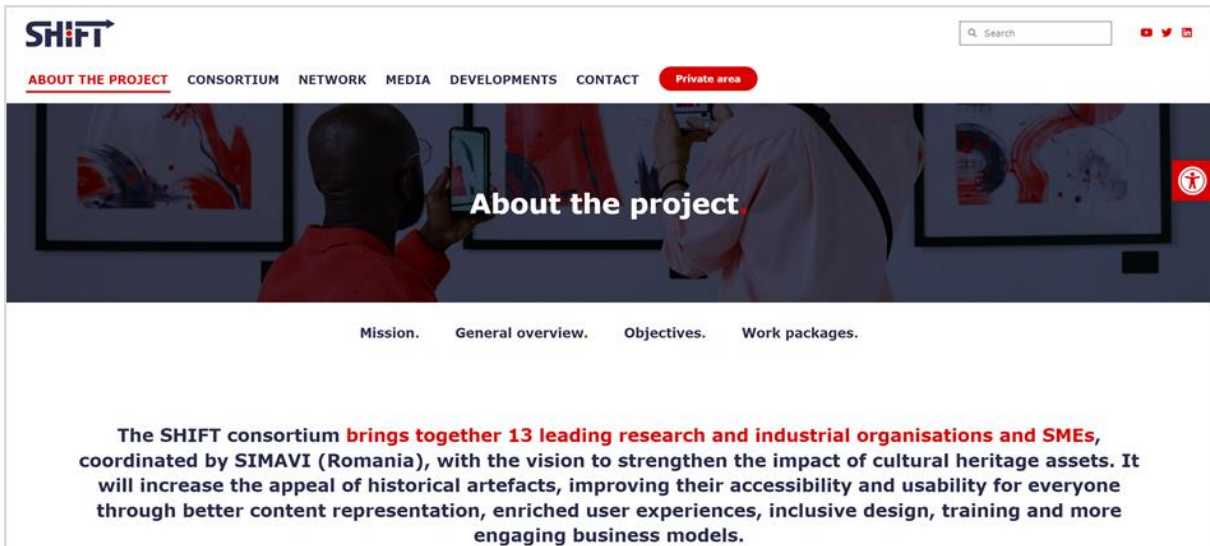 SHiFT
Search
ABOUT THE PROJECT CONSORTIUM NETWORK MEDIA DEVELOPMENTS CONTACT Private area
About the project.
Mission. General overview. Objectives. Work packages.
The SHIFT consortium brings together 13 leading research and industrial organisations and SMEs,
coordinated by SIMAVI (Romania), with the vision to strengthen the impact of cultural heritage assets. It
will increase the appeal of historical artefacts, improving their accessibility and usability for everyone
through better content representation, enriched user experiences, inclusive design, training and more
engaging business models.